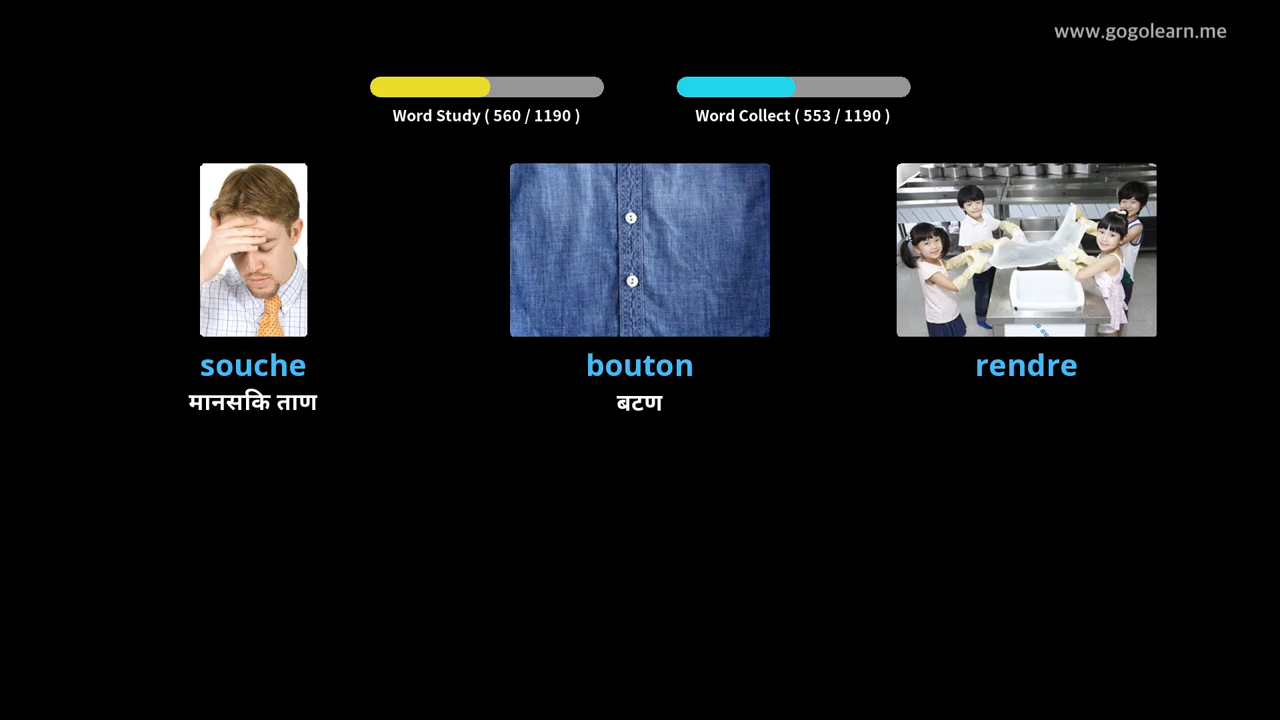 www.gogolearn.me
Word Study ( 560 / 1190 )
Word Collect ( 553 / 1190 )
souche
bouton
rendre
मानसकि ताण
बटण